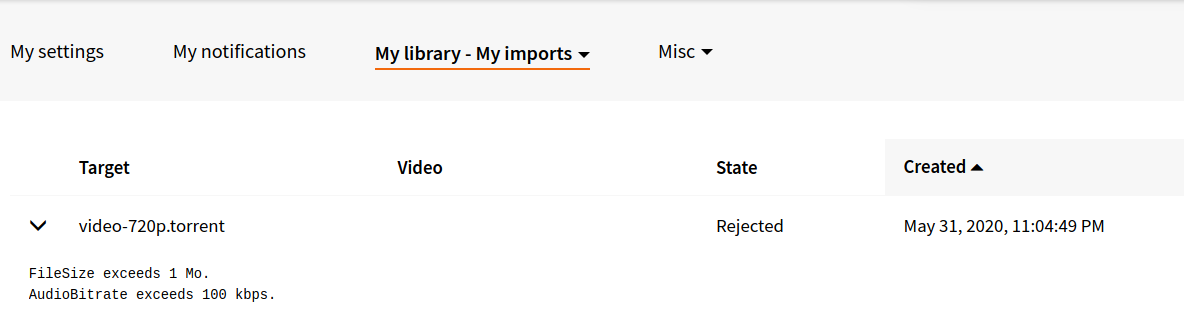 My settings My notifications My library - My imports Misc
Target Video State Created
video-720p.torrent Rejected May 31, 2020, 11:04:49 PM
FileSize exceeds 1 Mo.
AudioBitrate exceeds 100 kbps.